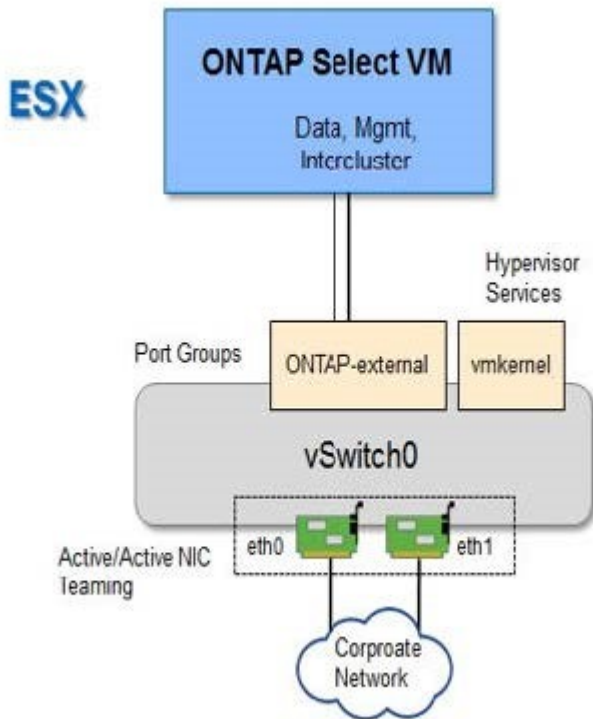 ONTAP Select VM
ESX
Data, Mgmt,
Intercluster
Hypervisor
Services
Port Groups
ONTAP-external
vmkernel
vSwitch0
eth0
eth1
Active/Active NIC
Teaming
Corproate
Network